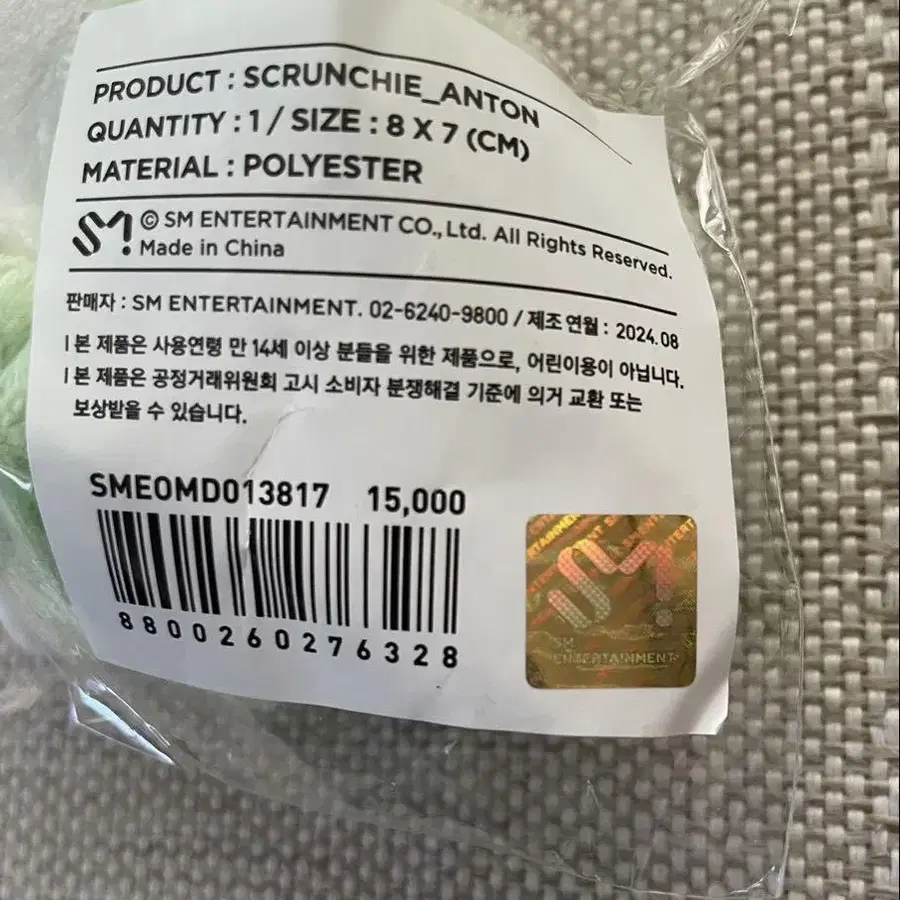 PRODUCT : SCRUNCHIE_ANTON
QUANTITY : 1 / SIZE : 8 X 7 (CM)
MATERIAL : POLYESTER
SM
© SM ENTERTAINMENT CO., Ltd. All Rights Reserved.
Made in China
판매자 : SM ENTERTAINMENT. 02-6240-9800 / 제조연월 : 2024.08
| 본 제품은 사용연령 만 14세 이상 분들을 위한 제품으로, 어린이용이 아닙니다.
| 본 제품은 공정거래위원회 고시 소비자 분쟁해결 기준에 의거 교환 또는
보상받을 수 있습니다.
SMEOMD013817 15,000
8800260276328
SM
SM
ENTERTAINMENT